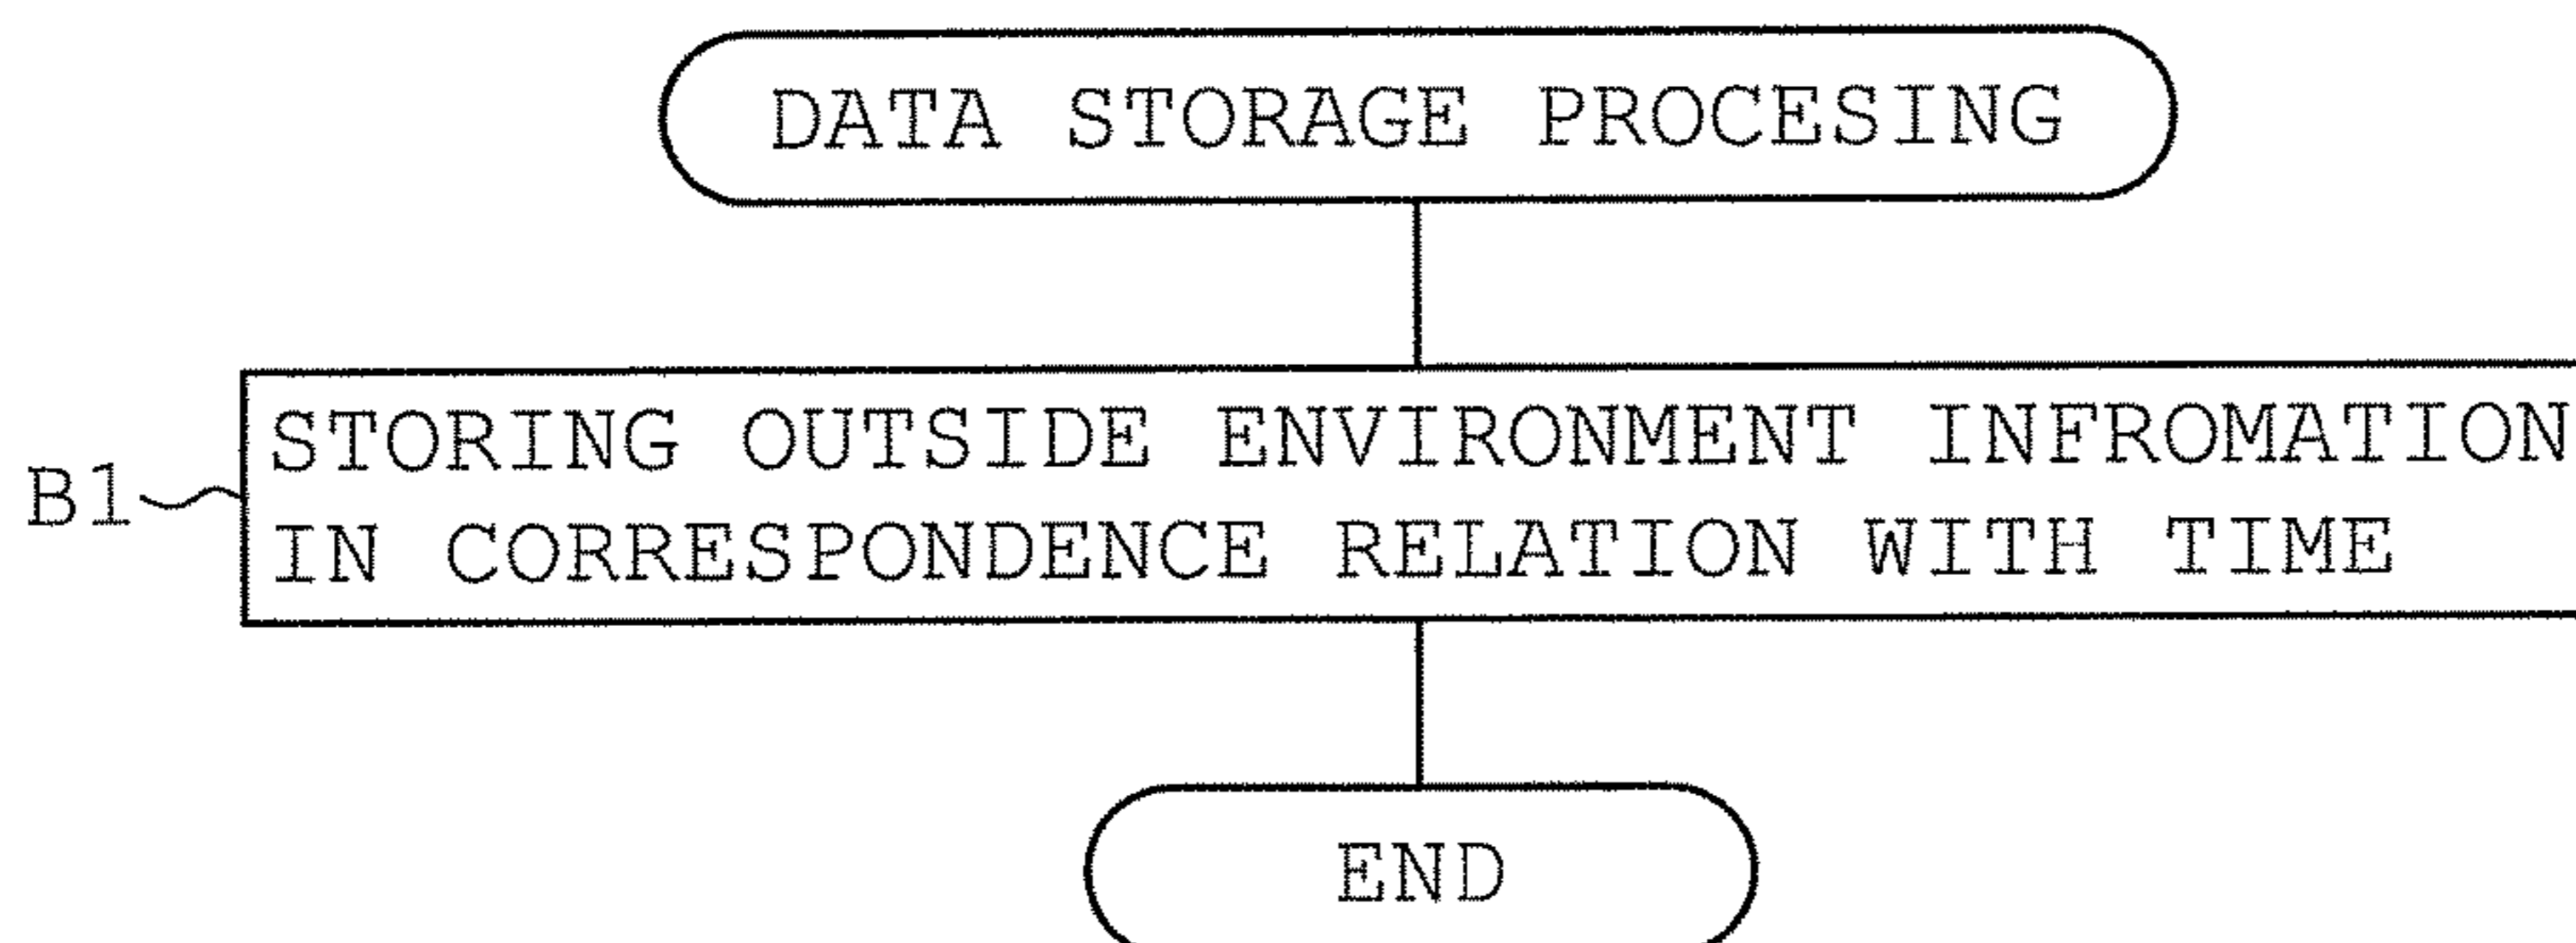 DATA STORAGE PROCESING
STORING OUTSIDE ENVIRONMENT INFROMATION
B1
IN CORRESPONDENCE RELATION WITH TIME
END